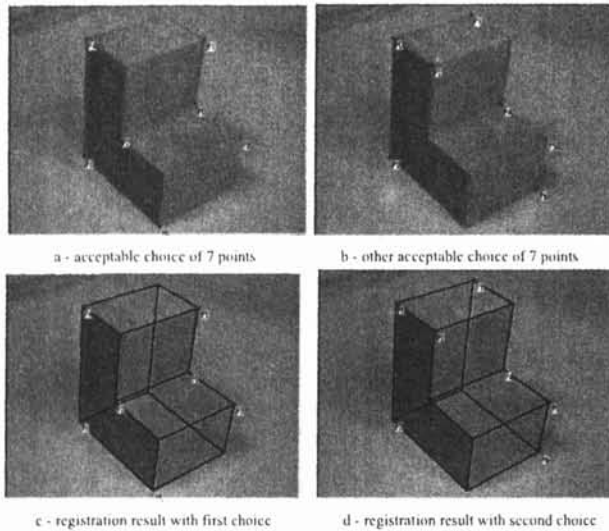 a - acceptable choice of 7 points
b - other acceptable choice of 7 points
c - registration result with first choice
d - registration result with second choice